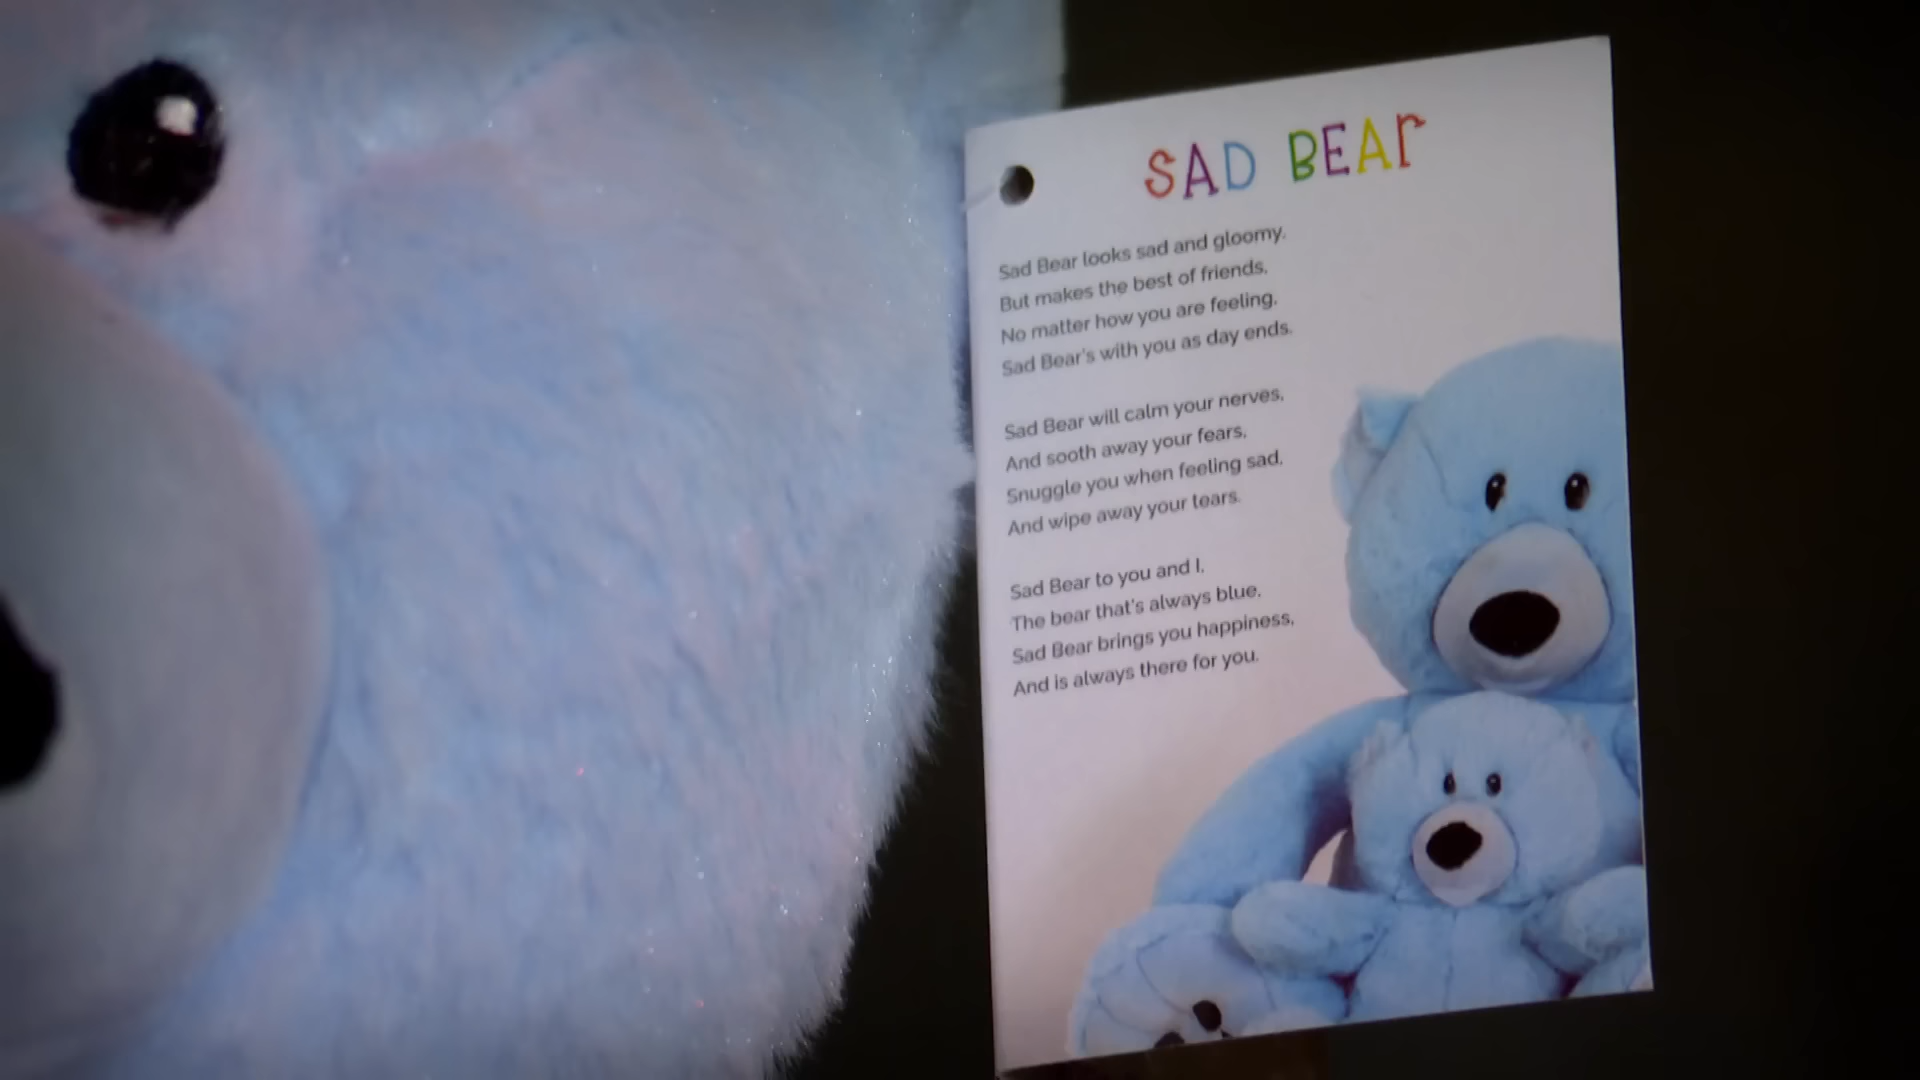 SAD BEAR
Sad Bear looks sad and gloomy,
But makes the best of friends,
No matter how you are feeling,
Sad Bear's with you as day ends.
Sad Bear will calm your nerves,
And sooth away your fears,
Snuggle you when feeling sad,
And wipe away your tears.
Sad Bear to you and I,
The bear that's always blue,
Sad Bear brings you happiness,
And is always there for you.